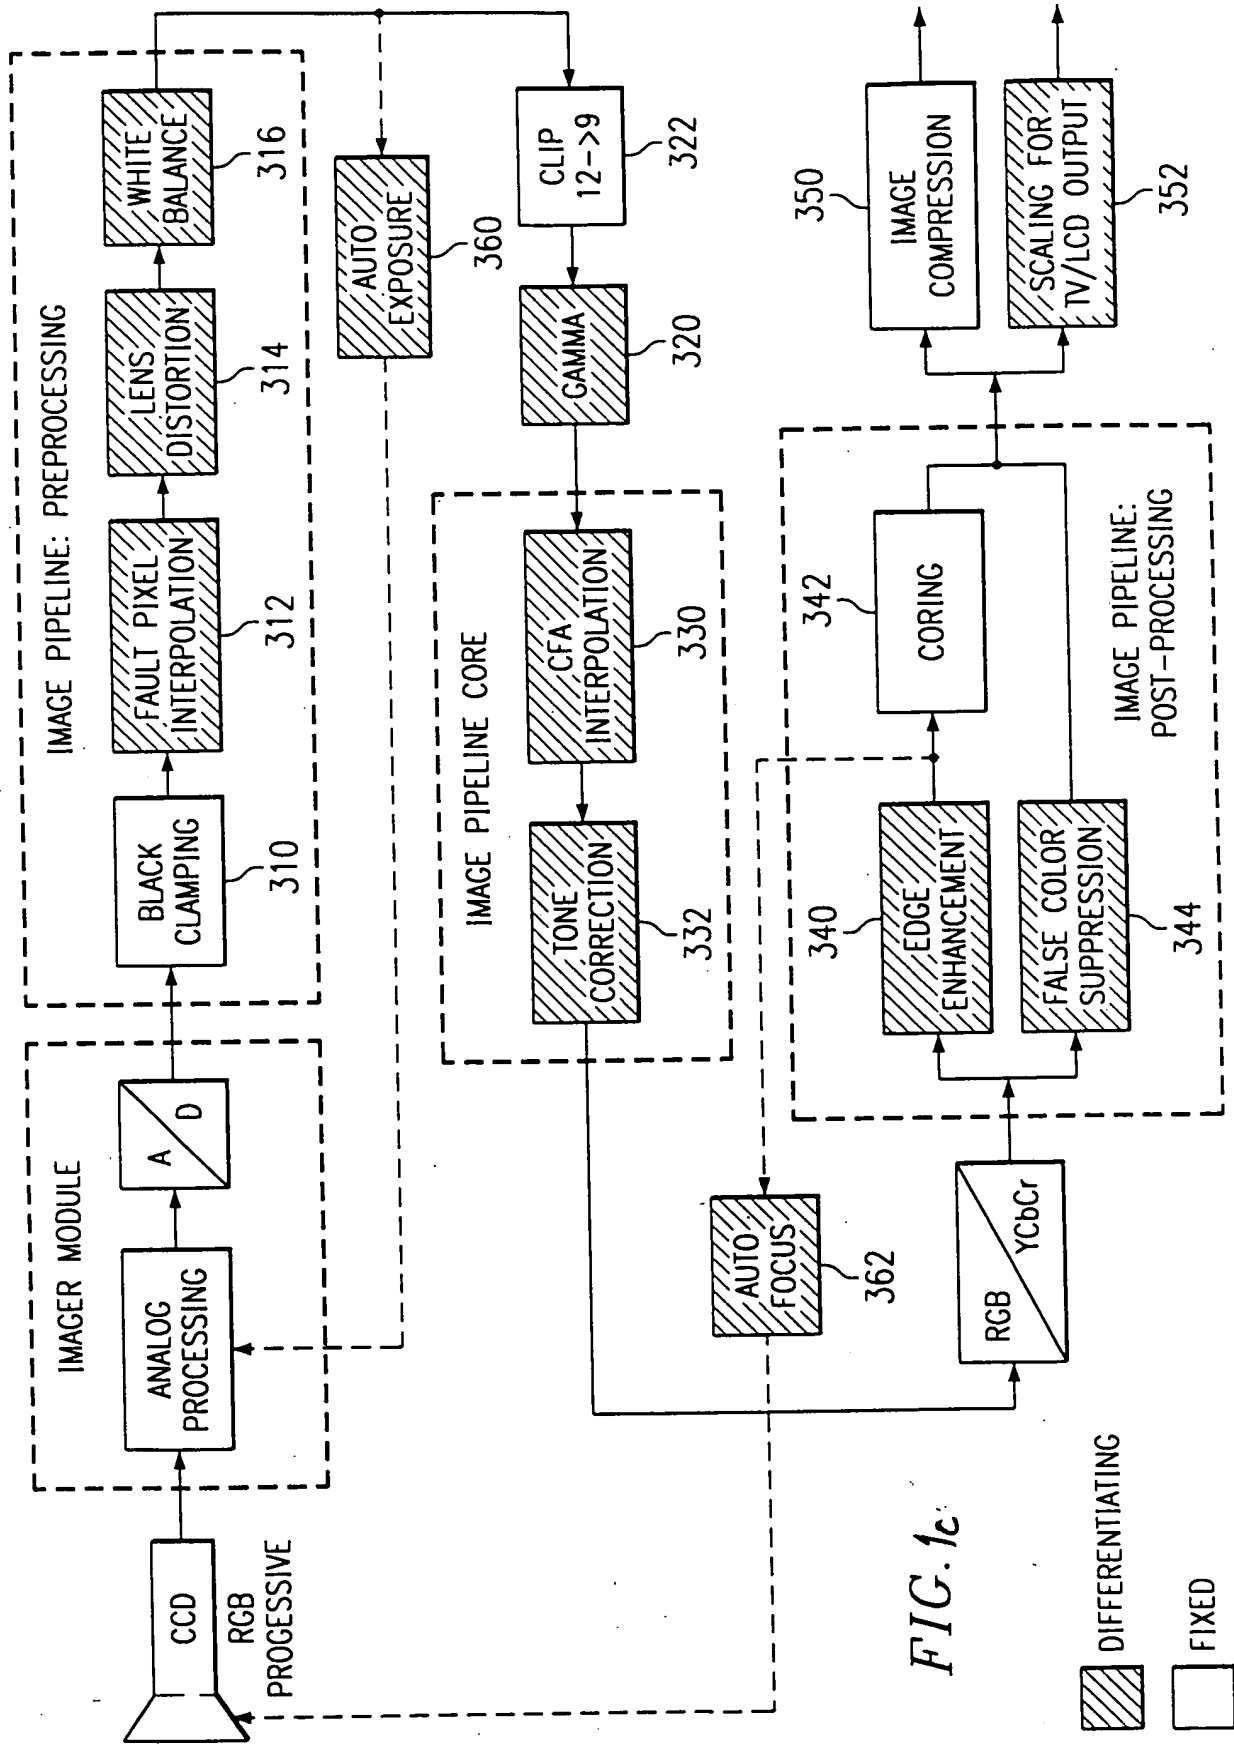 CCD
RGB
PROGESSIVE
IMAGER MODULE
ANALOG
PROCESSING
A
D
IMAGE PIPELINE: PREPROCESSING
BLACK
CLAMPING
310
FAULT PIXEL
INTERPOLATION
312
LENS
DISTORTION
314
WHITE
BALANCE
316
AUTO
EXPOSURE
360
CLIP
12->9
322
GAMMA
320
IMAGE PIPELINE CORE
CFA
INTERPOLATION
330
TONE
CORRECTION
332
AUTO
FOCUS
362
RGB
YCbCr
340
EDGE
ENHANCEMENT
342
CORING
FALSE COLOR
SUPPRESSION
344
IMAGE PIPELINE:
POST-PROCESSING
350
IMAGE
COMPRESSION
SCALING FOR
TV/LCD OUTPUT
352
FIG.1c
DIFFERENTIATING
FIXED